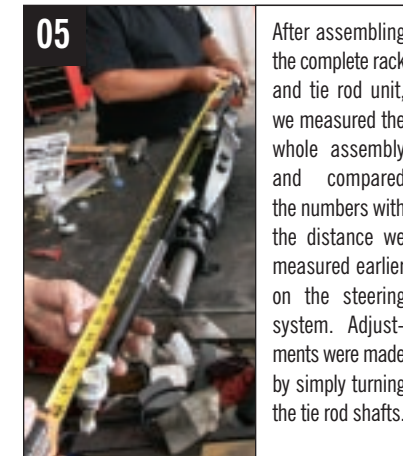 05
After assembling
the complete rack
and tie rod unit,
we measured the
whole assembly
and compared
the numbers with
the distance we
measured earlier
on the steering
system. Adjust-
ments were made
by simply turning
the tie rod shafts.